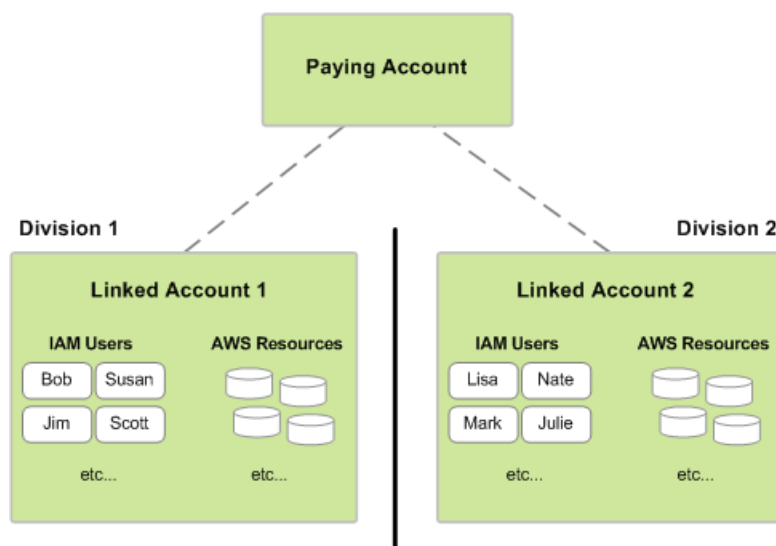 Paying Account
Division 1
Division 2
Linked Account 1
IAM Users
AWS Resources
Bob
Susan
Jim
Scott
etc...
etc...
Linked Account 2
IAM Users
AWS Resources
Lisa
Nate
Mark
Julie
etc...
etc...